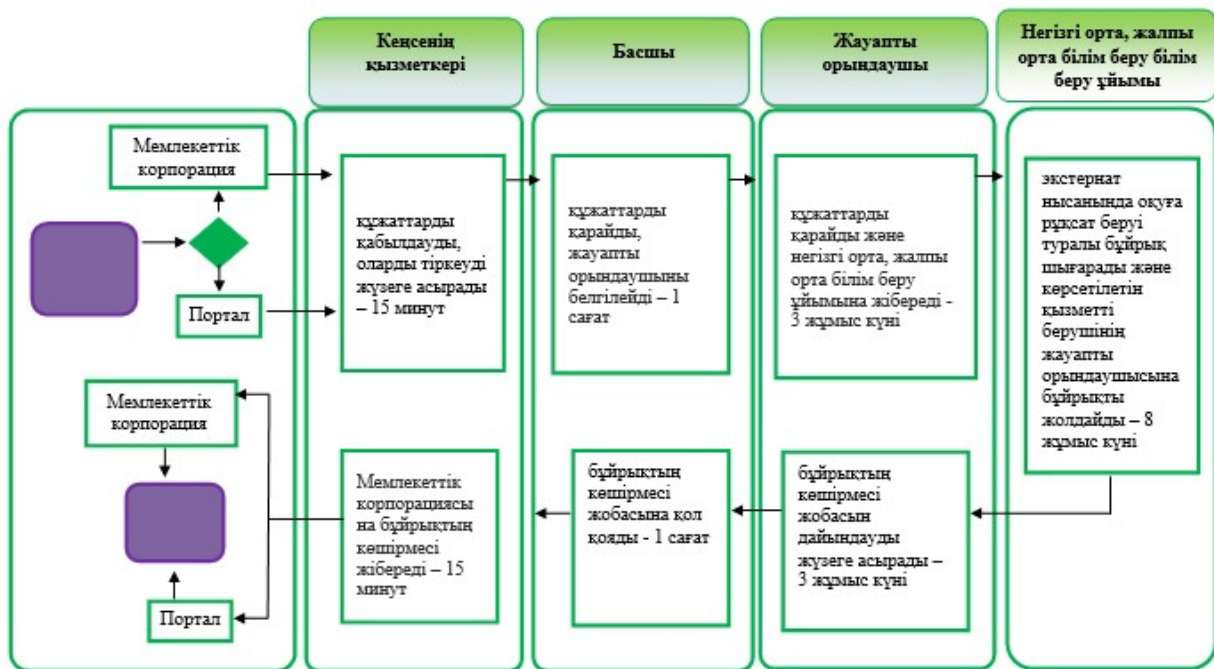 Кеңсенің
қызметкері
Басшы
Жауапты
орындаушы
Негізгі орта, жалпы
орта білім беру білім
беру ұйымы
Мемлекеттік
корпорация
Портал
құжаттарды
қабылдауды,
оларды тіркеуді
жүзеге асырады
– 15 минут
құжаттарды
қарайды,
жауапты
орындаушыны
белгілейді – 1
сағат
құжаттарды
қарайды және
негізгі орта, жалпы
орта білім беру
ұйымына жібереді -
3 жұмыс күні
экстернат
нысанында оқуға
рұқсат беруі
туралы бұйрық
шығарады және
көрсетілетін
қызметті
берушінің
жауапты
орындаушысына
бұйрықты
жолдайды – 8
жұмыс күні
Мемлекеттік
корпорация
Портал
Мемлекеттік
корпорациясы
на бұйрықтың
көшірмесі
жібереді – 15
минут
бұйрықтың
көшірмесі
жобасына қол
қояды - 1 сағат
бұйрықтың
көшірмесі
жобасын
дайындауды
жүзеге асырады –
3 жұмыс күні